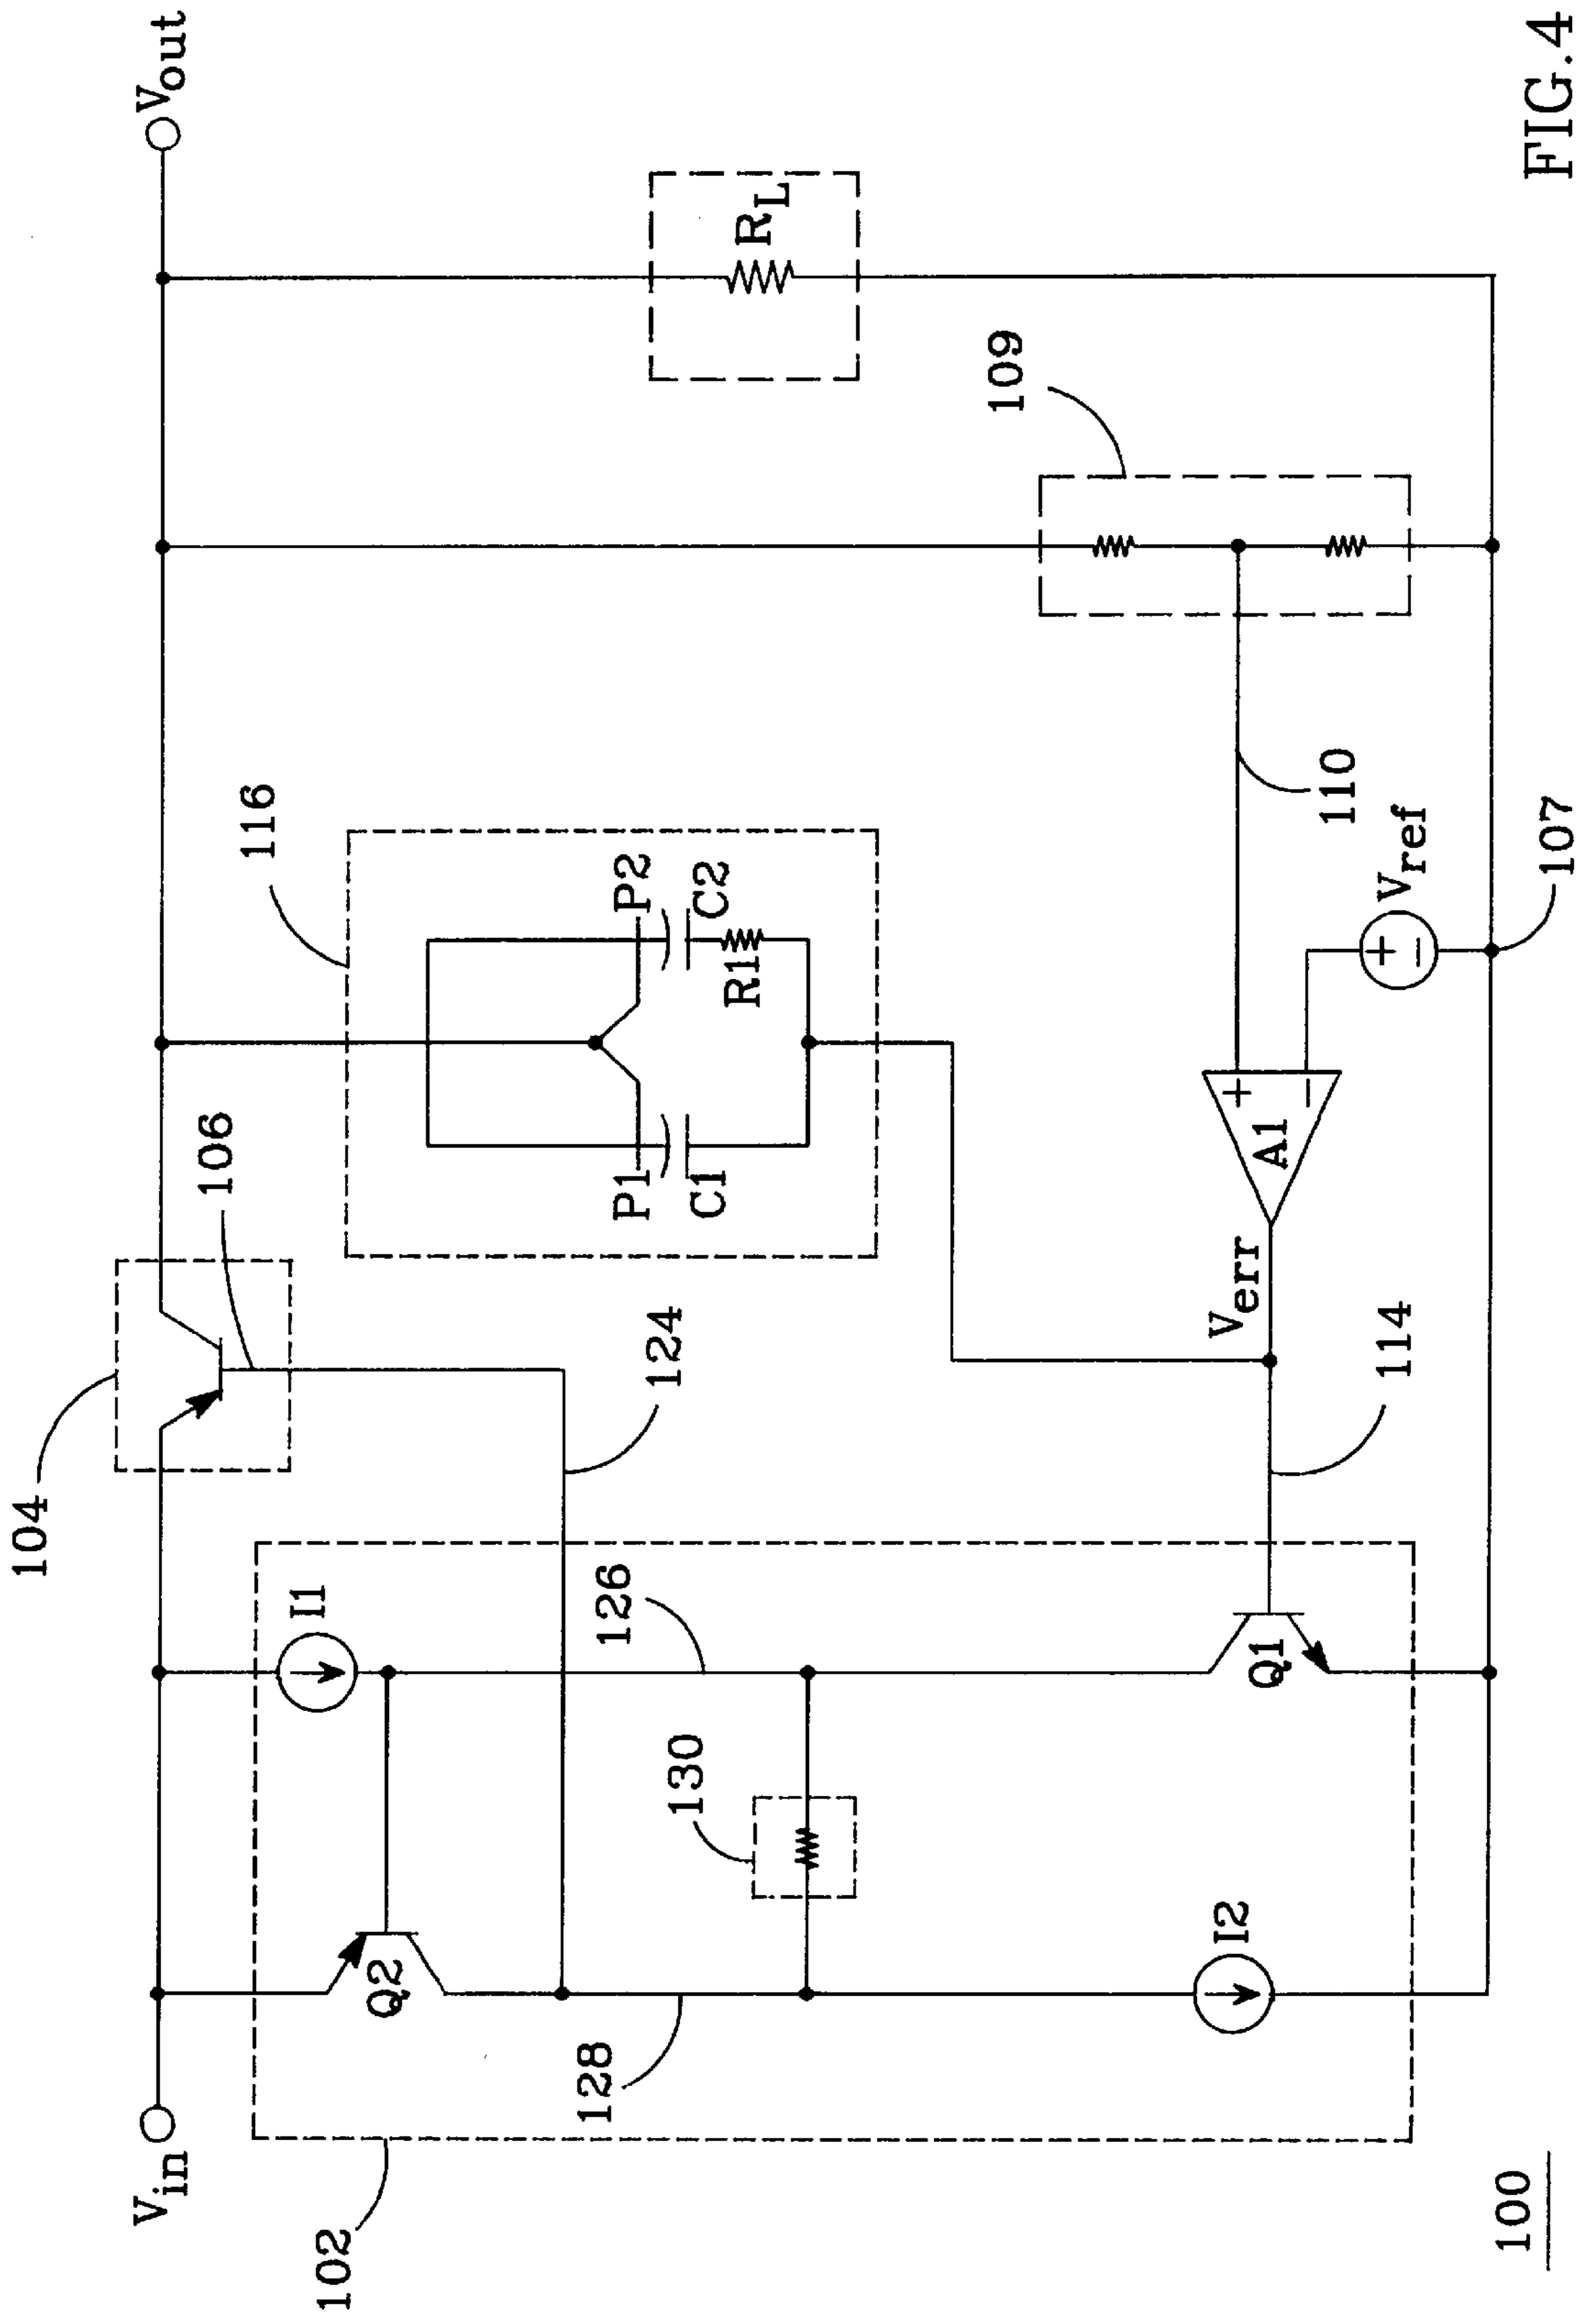 104
106
Vin
Vout
I1
116
Q2
124
P1
P2
C1
C2
R1
RL
128
126
130
109
102
I2
Q1
114
Verr
A1
+
−
110
+
−
Vref
107
100
FIG.4